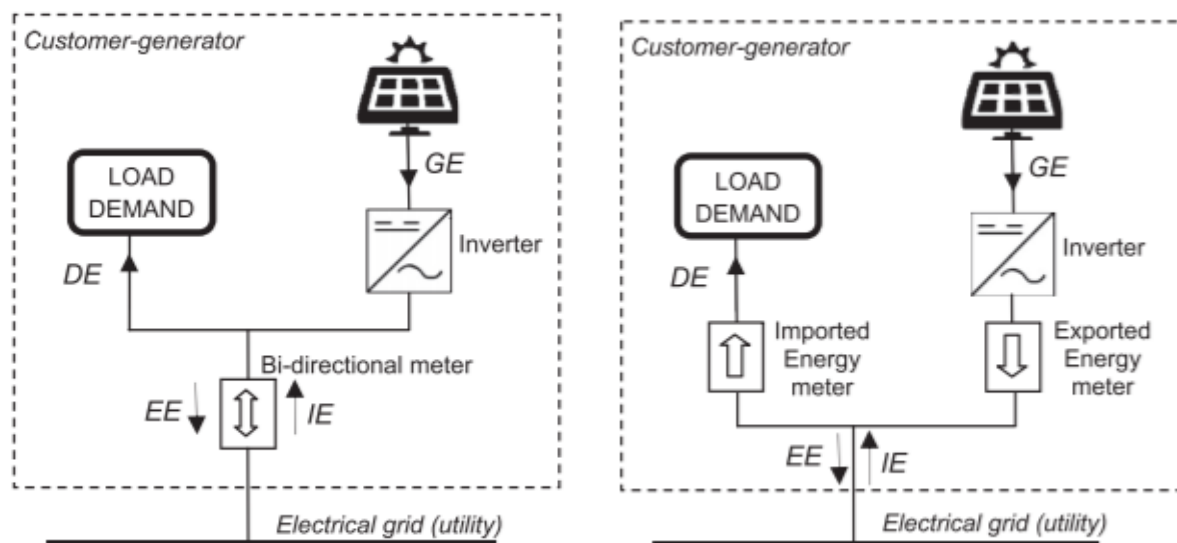 Customer-generator
GE
LOAD
DEMAND
Inverter
DE
Bi-directional meter
EE
IE
Electrical grid (utility)
Customer-generator
GE
LOAD
DEMAND
Inverter
DE
Imported
Energy
meter
Exported
Energy
meter
EE
IE
Electrical grid (utility)